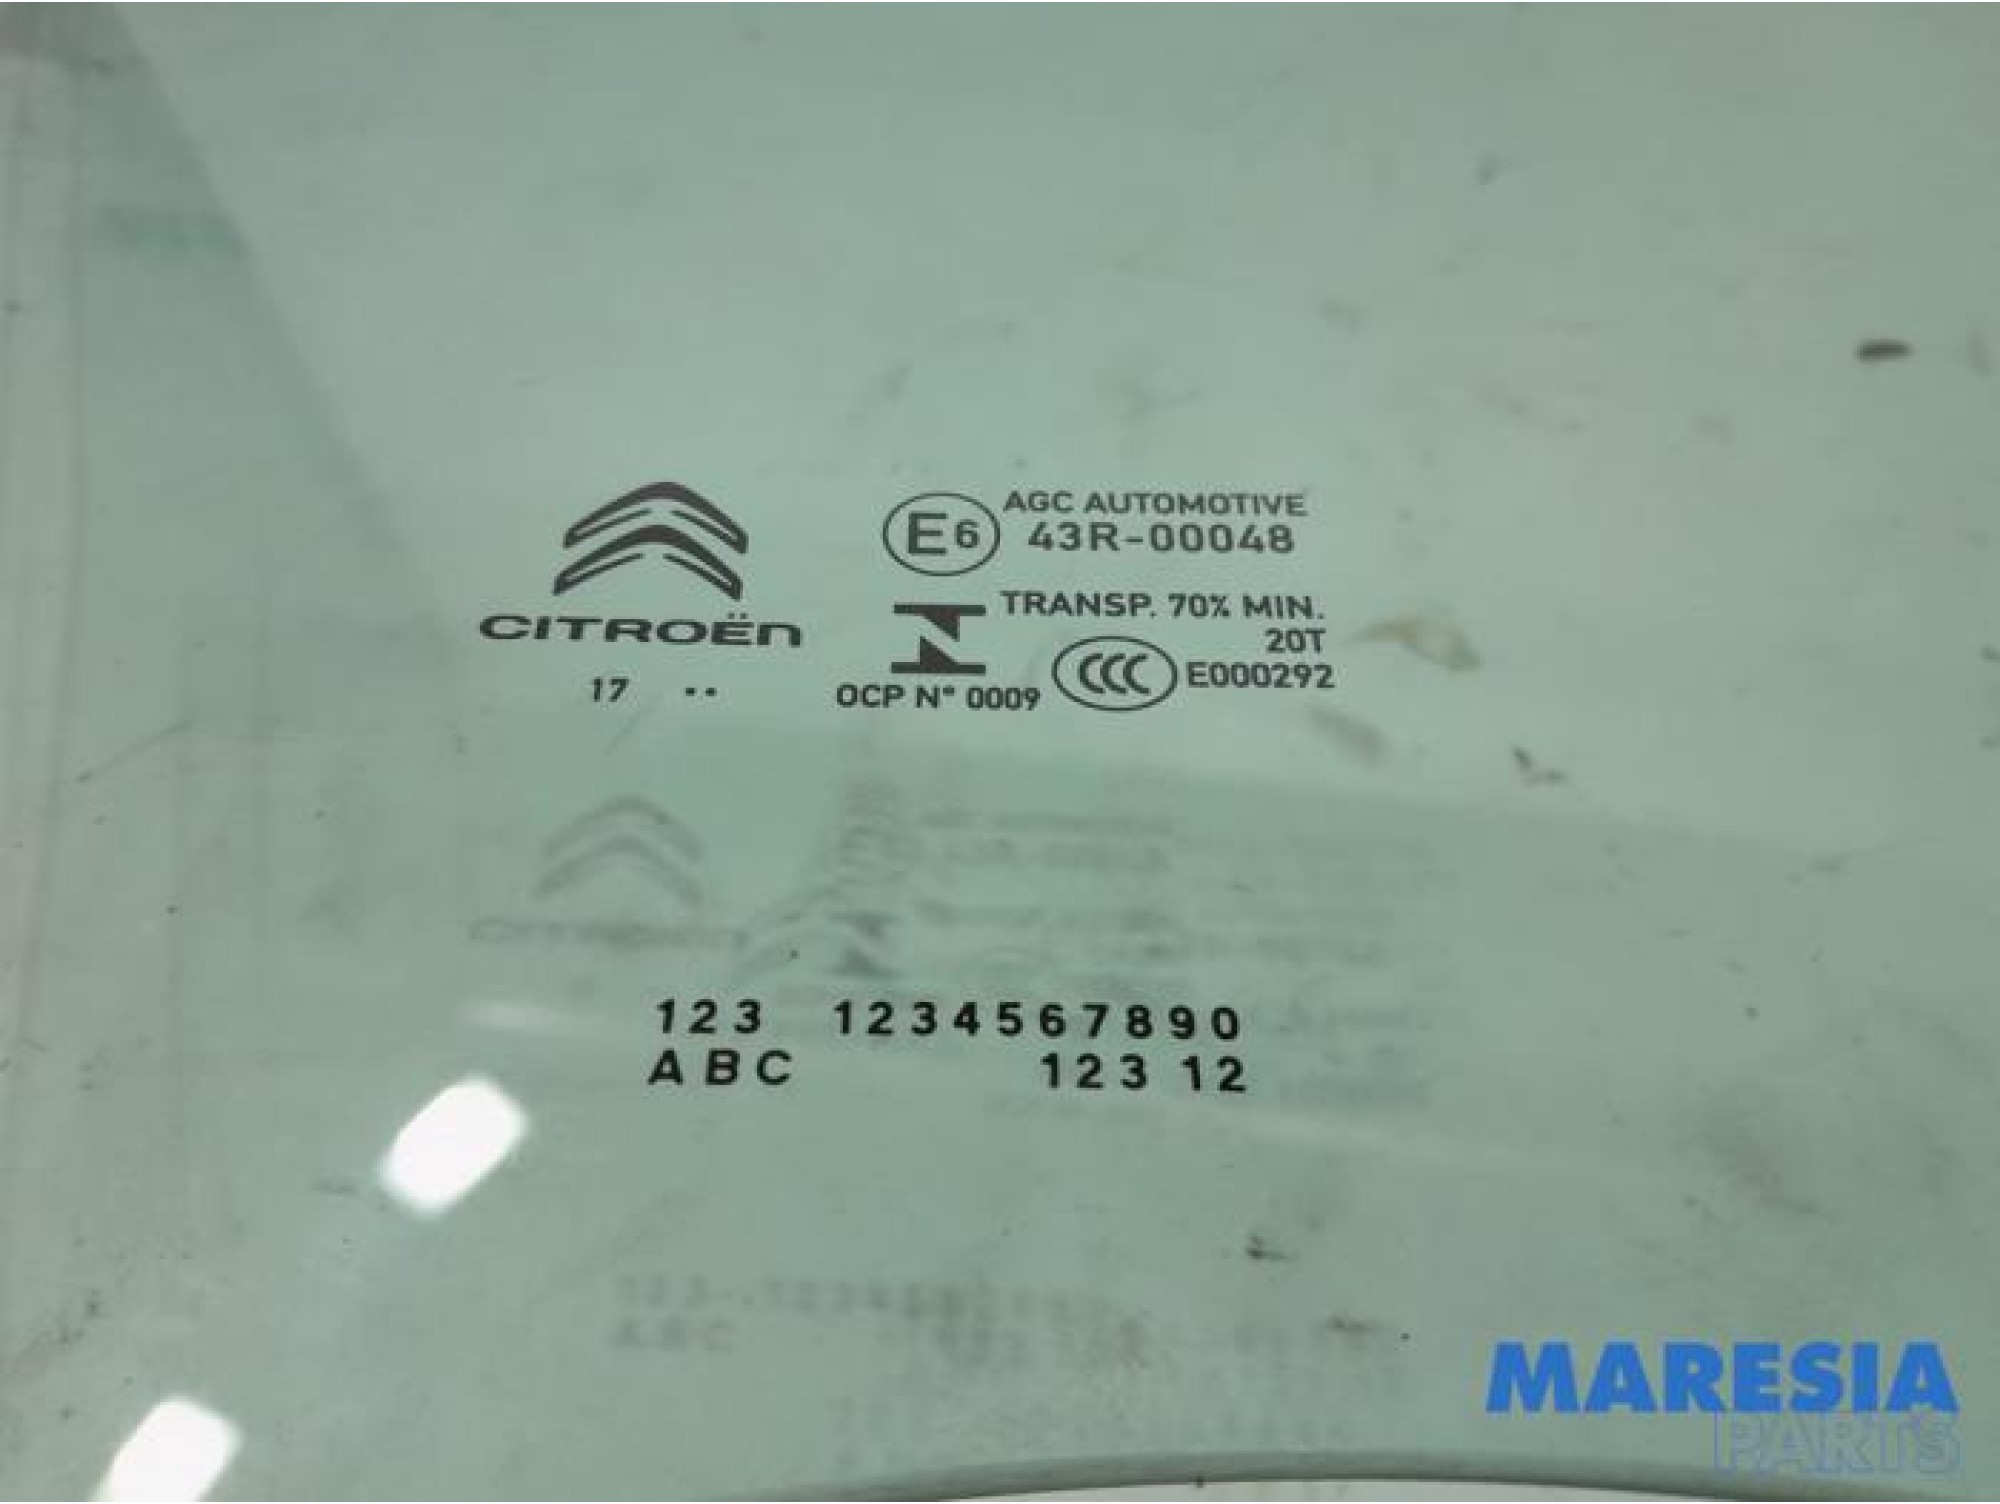 CITROËN
17 ..
E6 AGC AUTOMOTIVE
43R-00048
TRANSP. 70% MIN.
20T
OCP N° 0009
CCC E000292
123 1234567890
ABC 123 12
MARESIA
PARTS